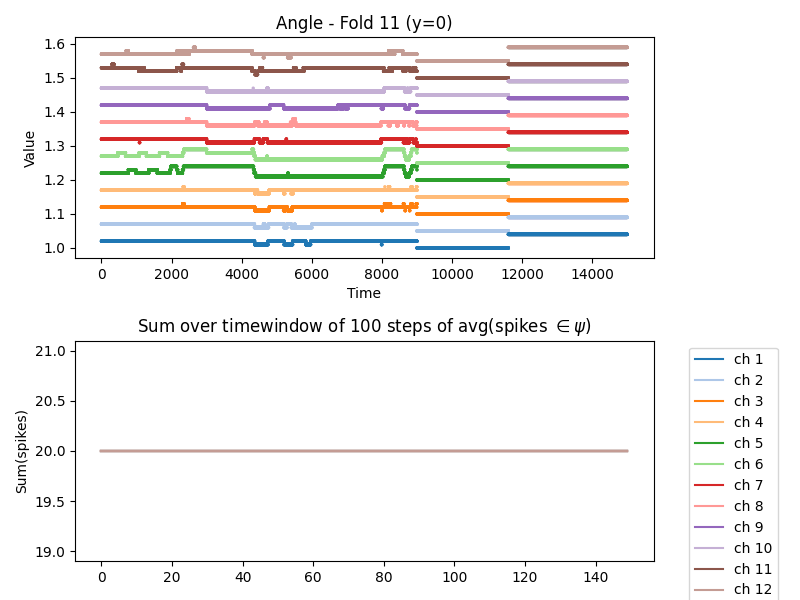 Angle - Fold 11 (y=0)
Value
1.6
1.5
1.4
1.3
1.2
1.1
1.0
0 2000 4000 6000 8000 10000 12000 14000
Time
Sum over timewindow of 100 steps of avg(spikes ∈ ψ)
Sum(spikes)
21.0
20.5
20.0
19.5
19.0
0 20 40 60 80 100 120 140
ch 1
ch 2
ch 3
ch 4
ch 5
ch 6
ch 7
ch 8
ch 9
ch 10
ch 11
ch 12